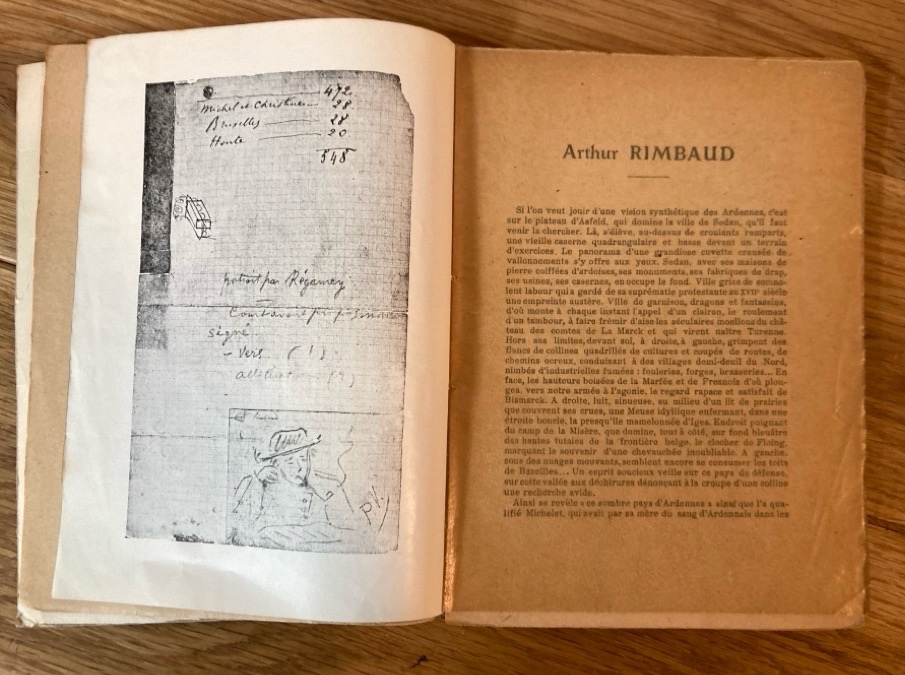 472
Michel et Christine 28
Bruxelles 28
Honte 20
548
portrait par Régamey
signé
- vers (!)
P.V.
Arthur RIMBAUD
Si l'on veut jouir d'une vision synthétique des Ardennes, c'est
sur le plateau d'Asfeld, qui domine la ville de Sedan, qu'il faut
venir la chercher. Là, s'élève, au-dessus de croulants remparts,
une vieille caserne quadrangulaire et basse devant un terrain
d'exercices. Le panorama d'une grandiose cuvette creusée de
vallonnements s'y offre aux yeux. Sedan, avec ses maisons de
pierre coiffées d'ardoises, ses monuments, ses fabriques de drap,
ses usines, ses casernes, en occupe le fond. Ville grise de somno-
lent labour qui a gardé de sa suprématie protestante au XVIIe siècle
une empreinte austère. Ville de garnison, dragons et fantassins,
d'où monte à chaque instant l'appel d'un clairon, le roulement
d'un tambour, à faire frémir d'aise les séculaires moellons du châ-
teau des comtes de La Marck et qui virent naître Turenne.
Hors ses limites, devant soi, à droite, à gauche, grimpent des
flancs de collines quadrillés de cultures et coupés de routes, de
chemins ocreux, conduisant à des villages demi-deuil du Nord,
nimbés d'industrielles fumées : fouleries, forges, brasseries... En
face, les hauteurs boisées de la Marfée et de Fresnois d'où plon-
gea, vers notre armée à l'agonie, le regard rapace et satisfait de
Bismarck. A droite, luit, sinueuse, au milieu d'un lit de prairies
que couvrent ses crues, une Meuse idyllique enfermant, dans une
étroite boucle, la presqu'île mamelonnée d'Iges. Endroit poignant
du camp de la Misère, que domine, tout à côté, sur fond bleuâtre
des hautes futaies de la frontière belge, le clocher de Floing,
marquant le souvenir d'une chevauchée inoubliable. A gauche,
sous des nuages mouvants, semblent encore se consumer les toits
de Bazeilles... Un esprit soucieux veille sur ce pays de défense,
sur cette vallée aux déchirures dénonçant à la croupe d'une colline
une recherche avide.
Ainsi se révèle « ce sombre pays d'Ardennes » ainsi que l'a qua-
lifié Michelet, qui avait par sa mère du sang d'Ardennais dans les